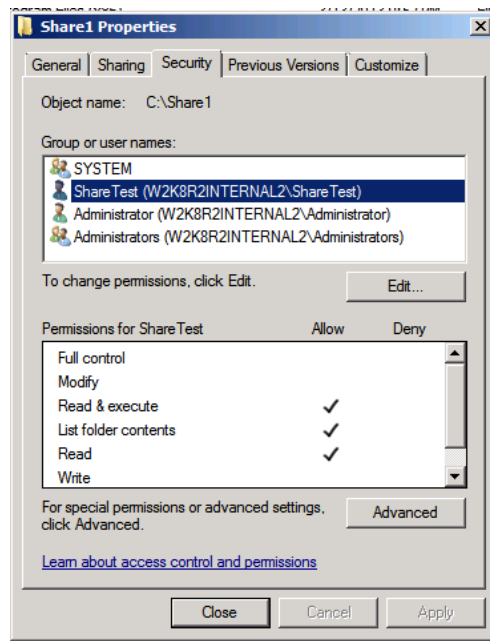 Share1 Properties
General Sharing Security Previous Versions Customize
Object name: C:\Share1
Group or user names:
SYSTEM
ShareTest (W2K8R2INTERNAL2\ShareTest)
Administrator (W2K8R2INTERNAL2\Administrator)
Administrators (W2K8R2INTERNAL2\Administrators)
To change permissions, click Edit.
Edit...
Permissions for ShareTest Allow Deny
Full control
Modify
Read & execute
List folder contents
Read
Write
For special permissions or advanced settings,
click Advanced.
Advanced
Learn about access control and permissions
Close Cancel Apply